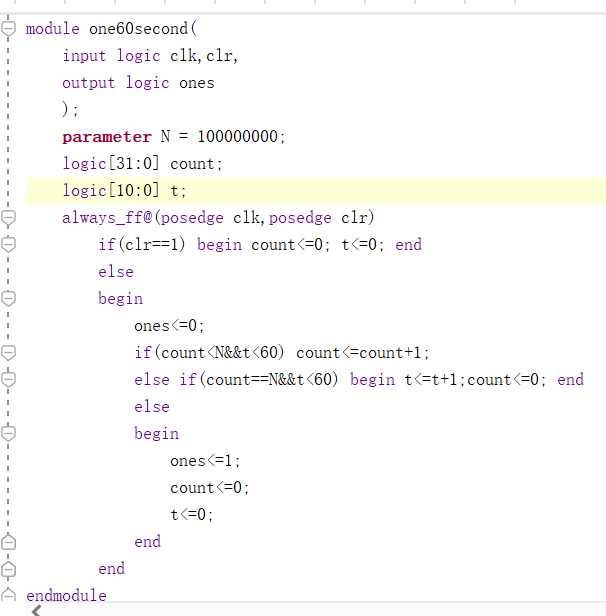 module one60second(
input logic clk,clr,
output logic ones
);
parameter N = 100000000;
logic[31:0] count;
logic[10:0] t;
always_ff@(posedge clk,posedge clr)
if(clr==1) begin count<=0; t<=0; end
else
begin
ones<=0;
if(count<N&&t<60) count<=count+1;
else if(count==N&&t<60) begin t<=t+1;count<=0; end
else
begin
ones<=1;
count<=0;
t<=0;
end
end
endmodule